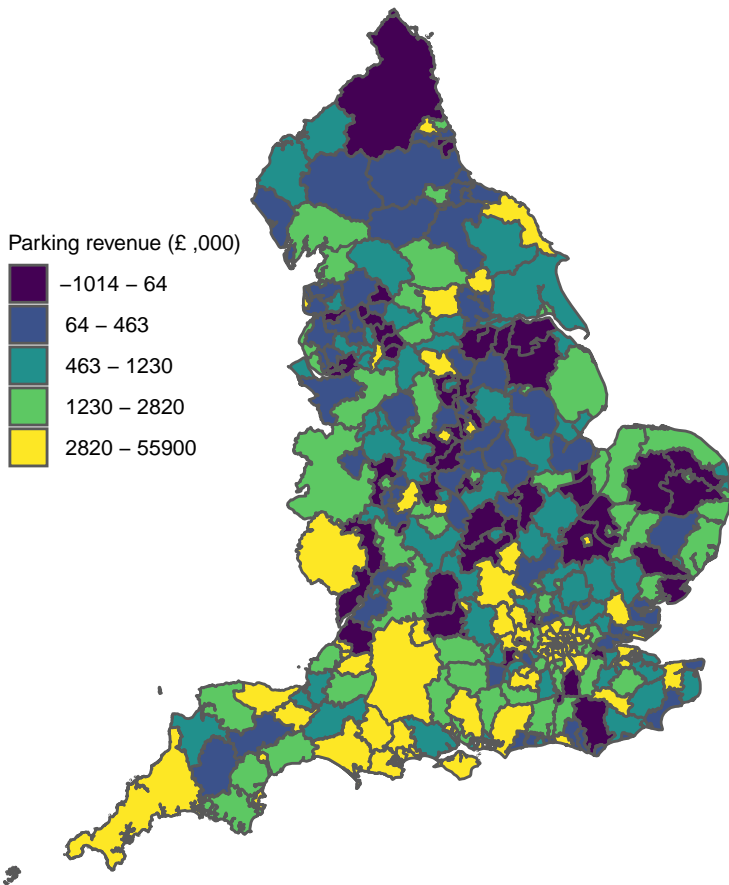 Parking revenue (£ ,000)
−1014 − 64
64 − 463
463 − 1230
1230 − 2820
2820 − 55900